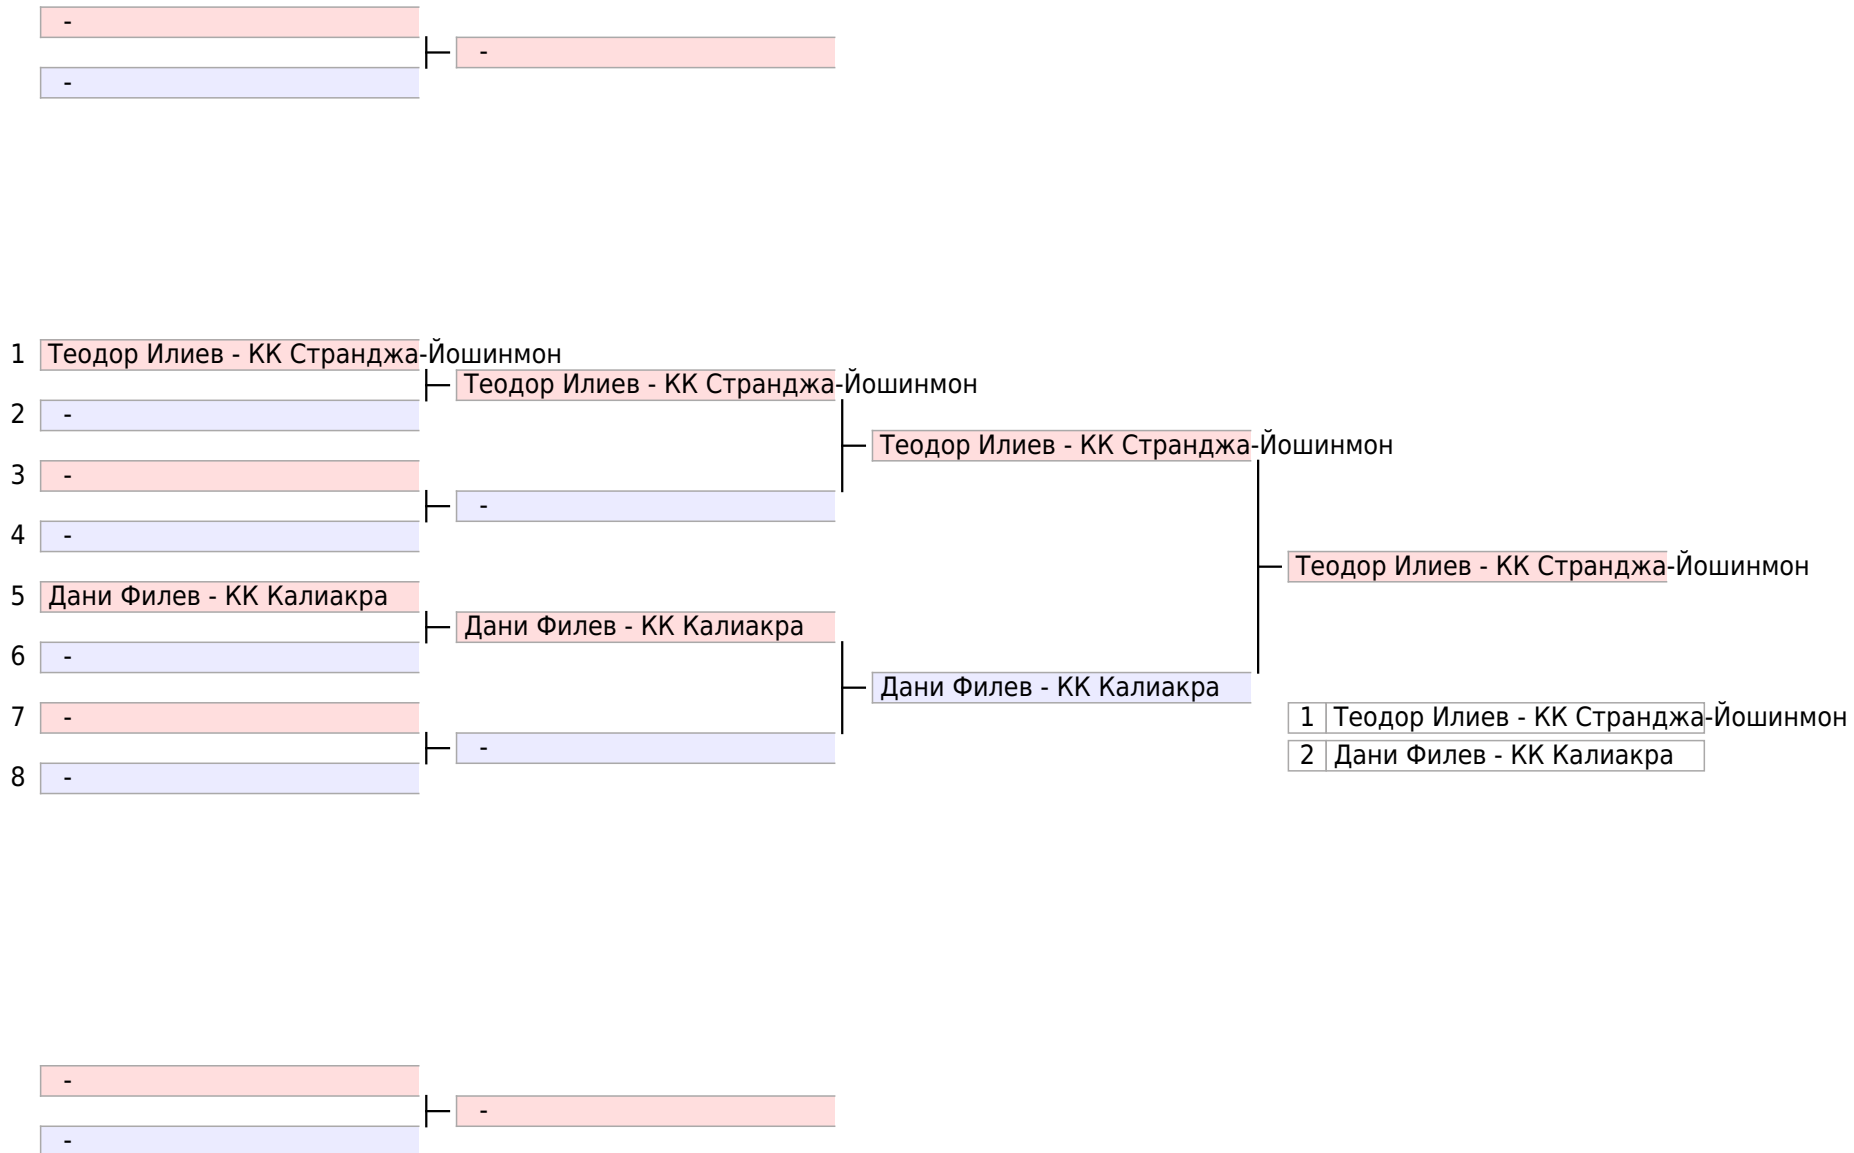 -
-
-
1 Теодор Илиев - КК Странджа-Йошинмон
Теодор Илиев - КК Странджа-Йошинмон
2 -
Теодор Илиев - КК Странджа-Йошинмон
3 -
-
4 -
Теодор Илиев - КК Странджа-Йошинмон
5 Дани Филев - КК Калиакра
Дани Филев - КК Калиакра
6 -
Дани Филев - КК Калиакра
7 -
1 Теодор Илиев - КК Странджа-Йошинмон
-
2 Дани Филев - КК Калиакра
8 -
-
-
-